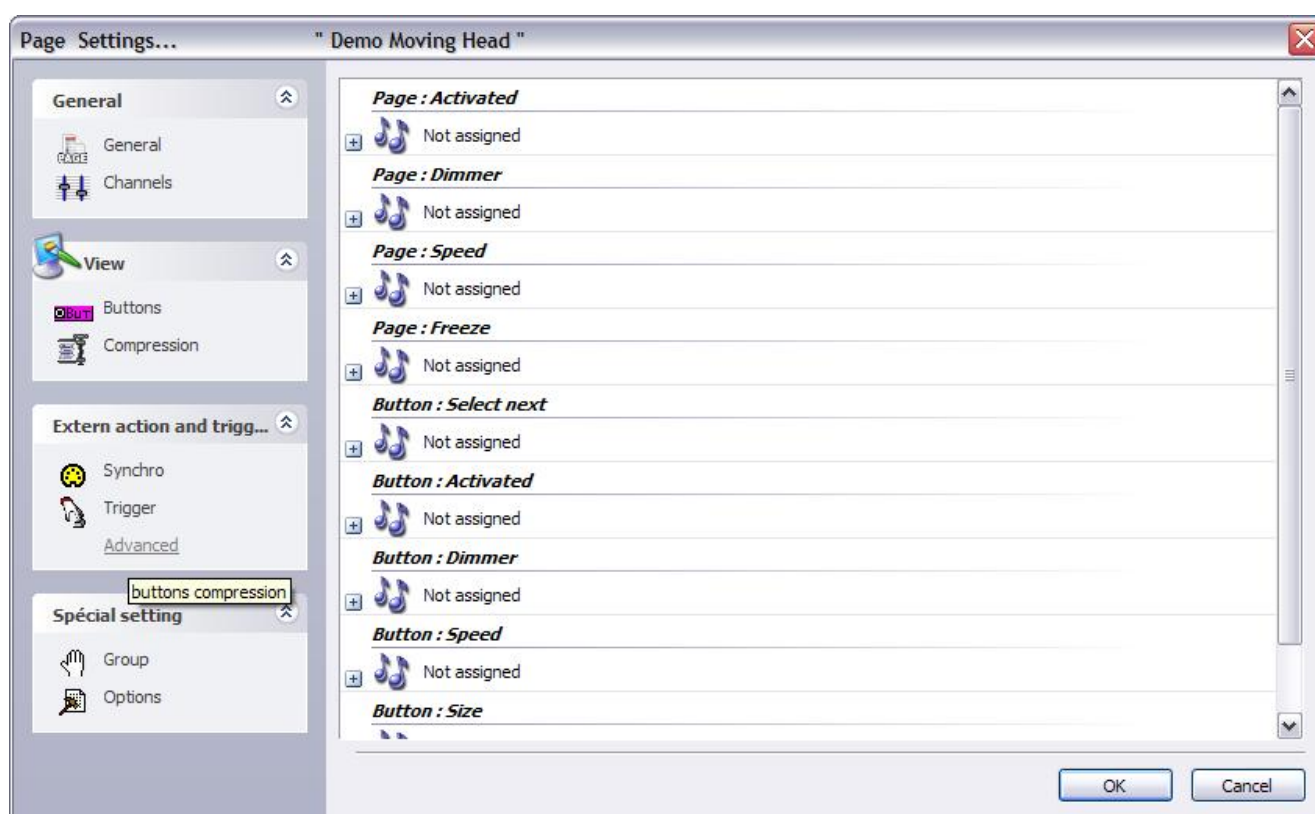 Page Settings... " Demo Moving Head "
General
General
PAGE
Channels
View
Buttons
BUT
Compression
Extern action and trigg...
Synchro
Trigger
Advanced
buttons compression
Spécial setting
Group
Options
Page : Activated
Not assigned
Page : Dimmer
Not assigned
Page : Speed
Not assigned
Page : Freeze
Not assigned
Button : Select next
Not assigned
Button : Activated
Not assigned
Button : Dimmer
Not assigned
Button : Speed
Not assigned
Button : Size
OK
Cancel